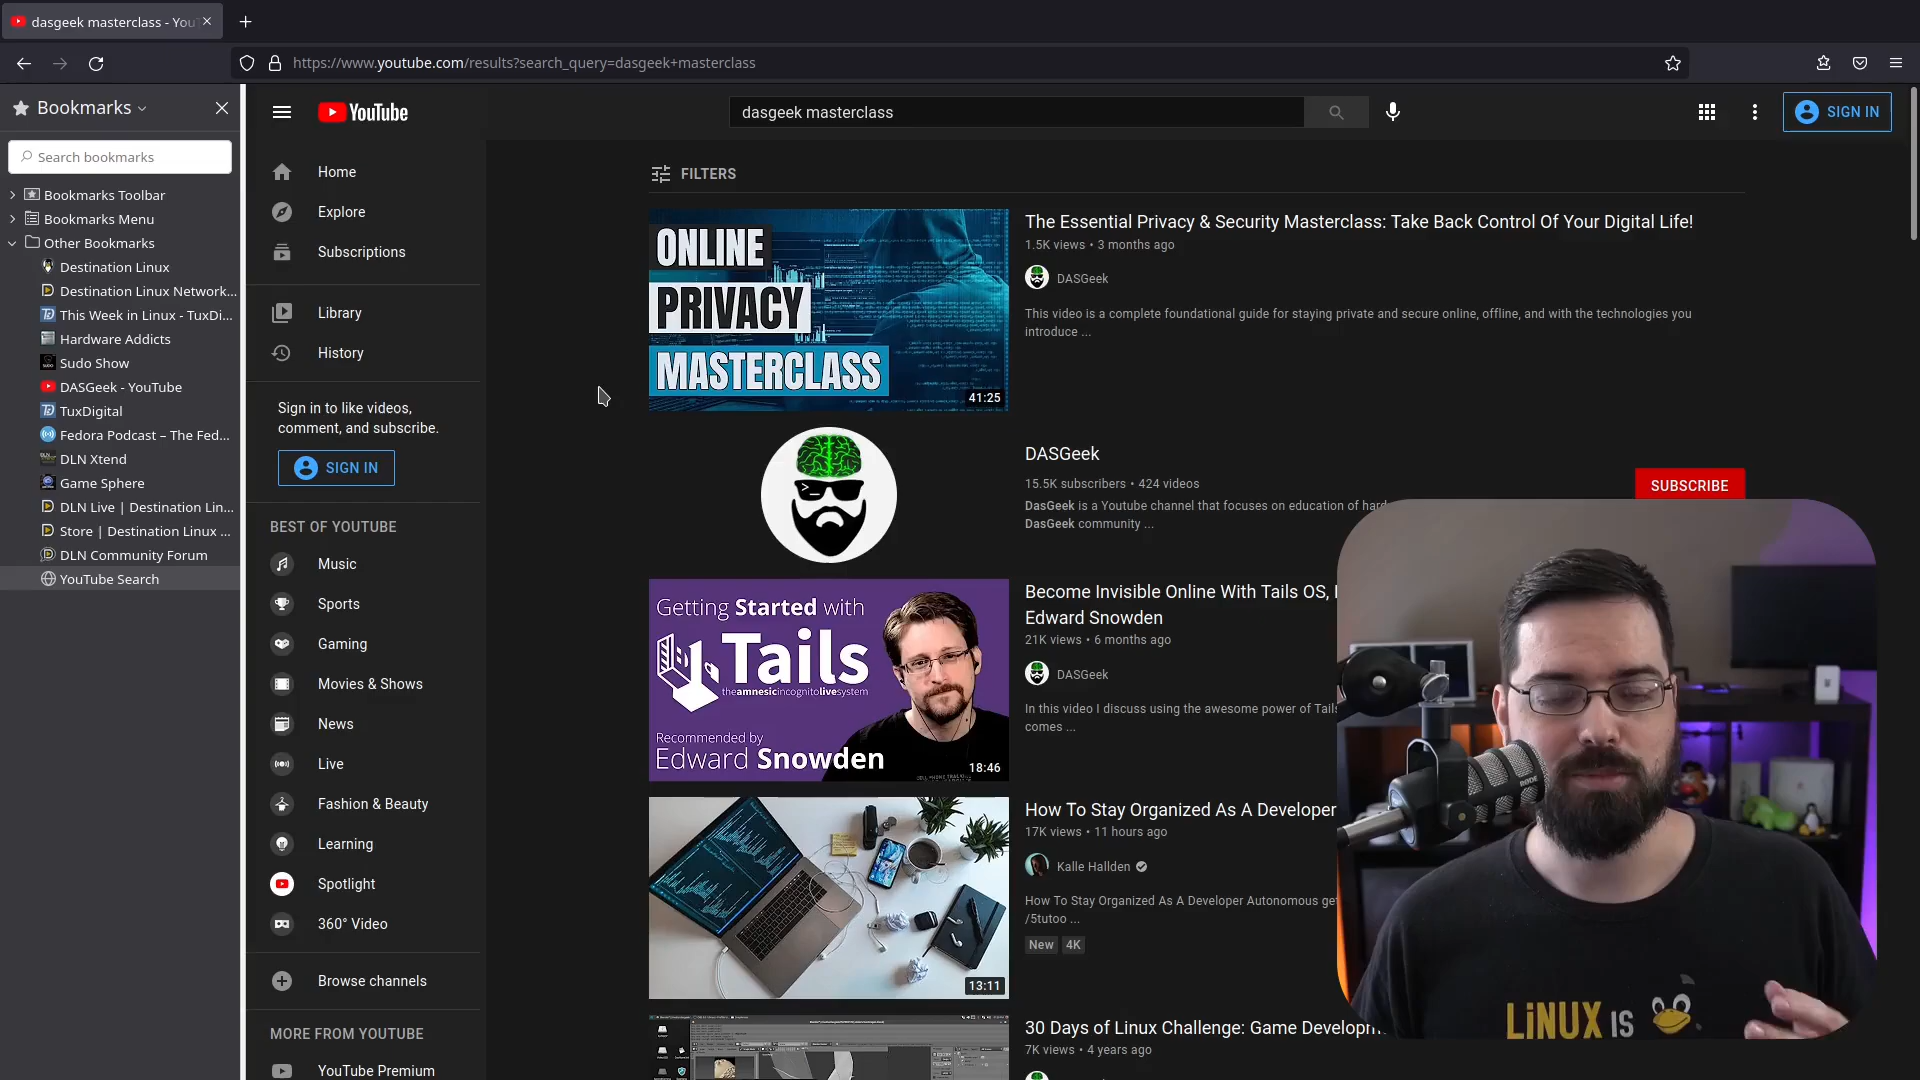 dasgeek masterclass - You
https://www.youtube.com/results?search_query=dasgeek+masterclass
Bookmarks
Search bookmarks
Bookmarks Toolbar
Bookmarks Menu
Other Bookmarks
Destination Linux
Destination Linux Network...
This Week in Linux - TuxDi...
Hardware Addicts
Sudo Show
DASGeek - YouTube
TuxDigital
Fedora Podcast – The Fed...
DLN Xtend
Game Sphere
DLN Live | Destination Lin...
Store | Destination Linux ...
DLN Community Forum
YouTube Search
YouTube
dasgeek masterclass
SIGN IN
Home
Explore
Subscriptions
Library
History
Sign in to like videos,
comment, and subscribe.
SIGN IN
BEST OF YOUTUBE
Music
Sports
Gaming
Movies & Shows
News
Live
Fashion & Beauty
Learning
Spotlight
360° Video
Browse channels
MORE FROM YOUTUBE
YouTube Premium
FILTERS
ONLINE
PRIVACY
MASTERCLASS
41:25
The Essential Privacy & Security Masterclass: Take Back Control Of Your Digital Life!
1.5K views • 3 months ago
DASGeek
This video is a complete foundational guide for staying private and secure online, offline, and with the technologies you
introduce ...
DASGeek
15.5K subscribers • 424 videos
DasGeek is a Youtube channel that focuses on education of hard
DasGeek community ...
SUBSCRIBE
Getting Started with
Tails
theamnesicincognitolivesystem
Recommended by
Edward Snowden
18:46
Become Invisible Online With Tails OS,
Edward Snowden
21K views • 6 months ago
DASGeek
In this video I discuss using the awesome power of Tails
comes ...
13:11
How To Stay Organized As A Developer
17K views • 11 hours ago
Kalle Hallden
How To Stay Organized As A Developer Autonomous ge
/5tutoo ...
New 4K
30 Days of Linux Challenge: Game Developm
7K views • 4 years ago
RODE
LiNUX IS